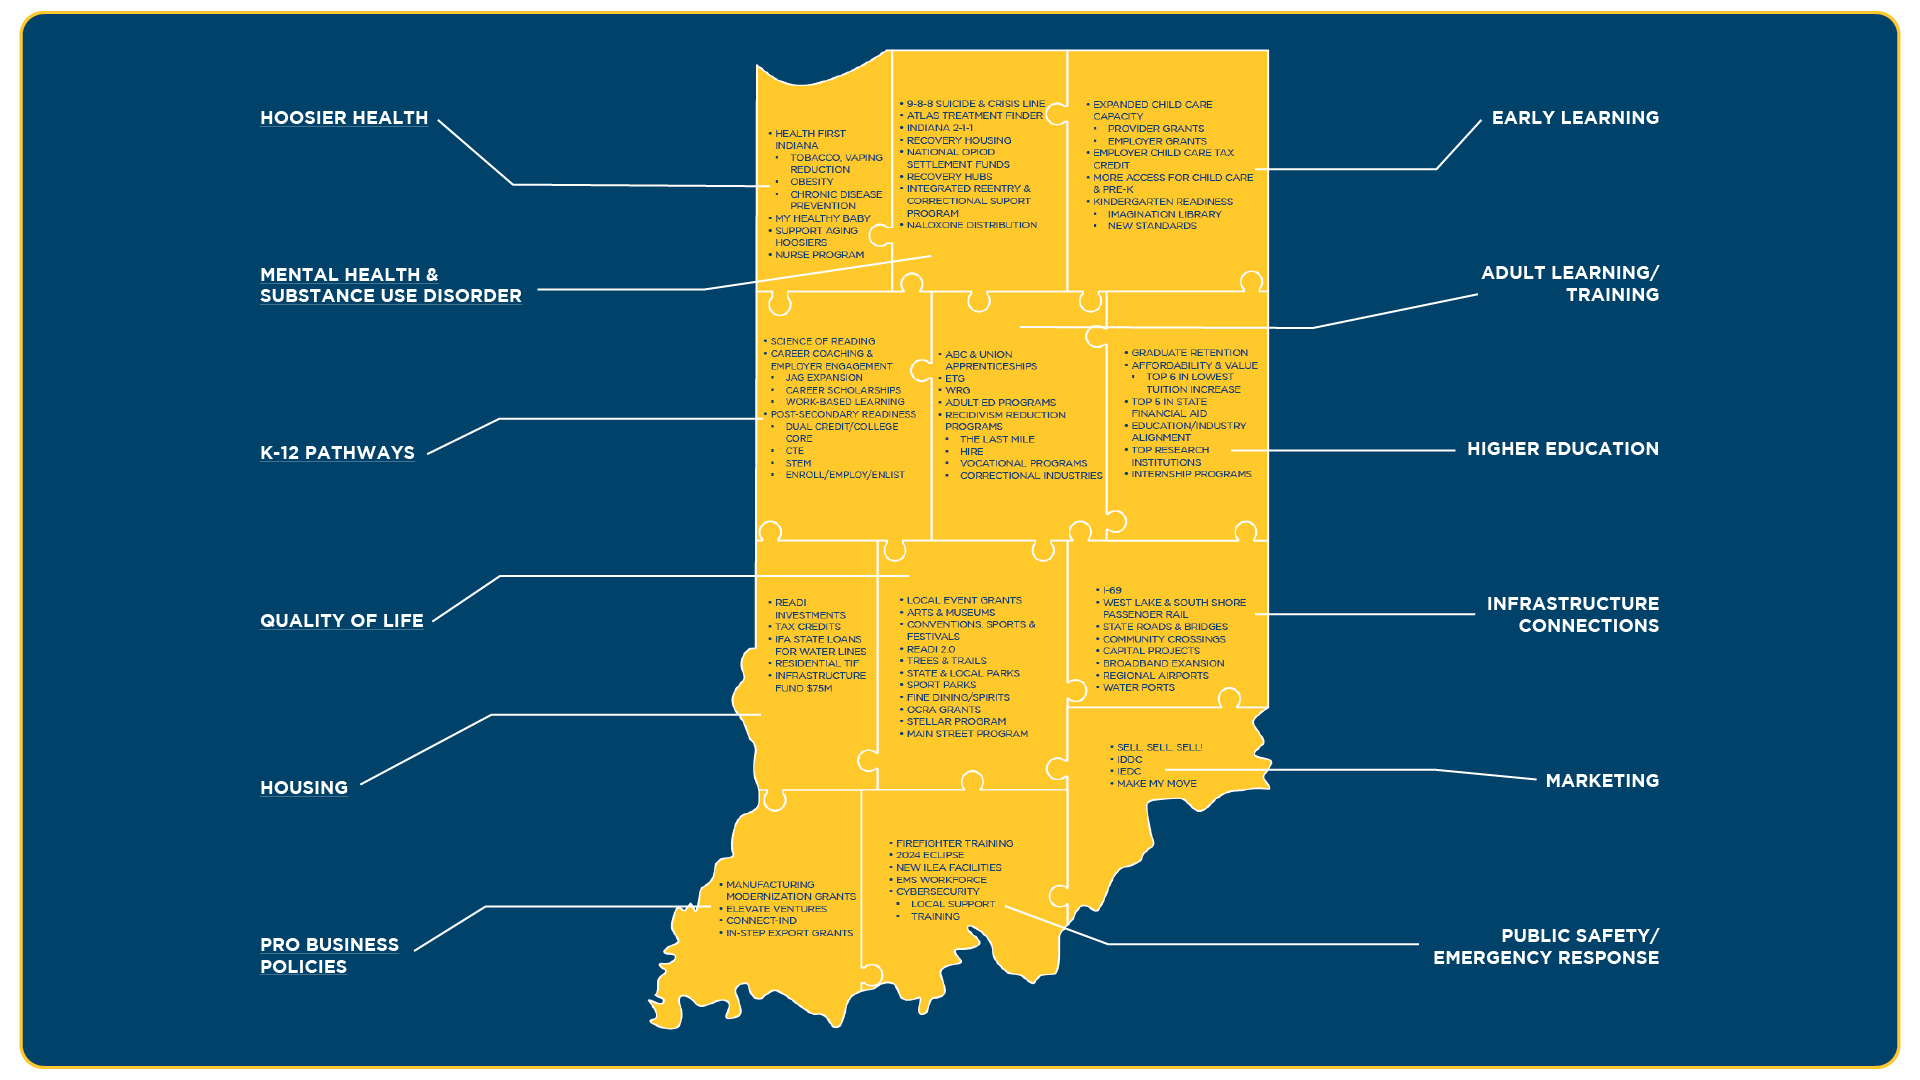 HOOSIER HEALTH
• HEALTH FIRST
INDIANA
▪ TOBACCO, VAPING
REDUCTION
▪ OBESITY
▪ CHRONIC DISEASE
PREVENTION
• MY HEALTHY BABY
• SUPPORT AGING
HOOSIERS
• NURSE PROGRAM
MENTAL HEALTH &
SUBSTANCE USE DISORDER
• 9-8-8 SUICIDE & CRISIS LINE
• ATLAS TREATMENT FINDER
• INDIANA 2-1-1
• RECOVERY HOUSING
• NATIONAL OPIOD
SETTLEMENT FUNDS
• RECOVERY HUBS
• INTEGRATED REENTRY &
CORRECTIONAL SUPORT
PROGRAM
• NALOXONE DISTRIBUTION
EARLY LEARNING
• EXPANDED CHILD CARE
CAPACITY
▪ PROVIDER GRANTS
▪ EMPLOYER GRANTS
• EMPLOYER CHILD CARE TAX
CREDIT
• MORE ACCESS FOR CHILD CARE
& PRE-K
• KINDERGARTEN READINESS
▪ IMAGINATION LIBRARY
▪ NEW STANDARDS
K-12 PATHWAYS
• SCIENCE OF READING
• CAREER COACHING &
EMPLOYER ENGAGEMENT
▪ JAG EXPANSION
▪ CAREER SCHOLARSHIPS
▪ WORK-BASED LEARNING
• POST-SECONDARY READINESS
▪ DUAL CREDIT/COLLEGE
CORE
▪ CTE
▪ STEM
▪ ENROLL/EMPLOY/ENLIST
ADULT LEARNING/
TRAINING
• ABC & UNION
APPRENTICESHIPS
• ETG
• WRG
• ADULT ED PROGRAMS
• RECIDIVISM REDUCTION
PROGRAMS
▪ THE LAST MILE
▪ HIRE
▪ VOCATIONAL PROGRAMS
▪ CORRECTIONAL INDUSTRIES
HIGHER EDUCATION
• GRADUATE RETENTION
• AFFORDABILITY & VALUE
▪ TOP 6 IN LOWEST
TUITION INCREASE
• TOP 5 IN STATE
FINANCIAL AID
• EDUCATION/INDUSTRY
ALIGNMENT
• TOP RESEARCH
INSTITUTIONS
• INTERNSHIP PROGRAMS
QUALITY OF LIFE
• LOCAL EVENT GRANTS
• ARTS & MUSEUMS
• CONVENTIONS, SPORTS &
FESTIVALS
• READI 2.0
• TREES & TRAILS
• STATE & LOCAL PARKS
• SPORT PARKS
• FINE DINING/SPIRITS
• OCRA GRANTS
• STELLAR PROGRAM
• MAIN STREET PROGRAM
HOUSING
• READI
INVESTMENTS
• TAX CREDITS
• IFA STATE LOANS
FOR WATER LINES
• RESIDENTIAL TIF
• INFRASTRUCTURE
FUND $75M
INFRASTRUCTURE
CONNECTIONS
• I-69
• WEST LAKE & SOUTH SHORE
PASSENGER RAIL
• STATE ROADS & BRIDGES
• COMMUNITY CROSSINGS
• CAPITAL PROJECTS
• BROADBAND EXANSION
• REGIONAL AIRPORTS
• WATER PORTS
MARKETING
• SELL, SELL, SELL!
• IDDC
• IEDC
• MAKE MY MOVE
PRO BUSINESS
POLICIES
• MANUFACTURING
MODERNIZATION GRANTS
• ELEVATE VENTURES
• CONNECT-IND
• IN-STEP EXPORT GRANTS
PUBLIC SAFETY/
EMERGENCY RESPONSE
• FIREFIGHTER TRAINING
• 2024 ECLIPSE
• NEW ILEA FACILITIES
• EMS WORKFORCE
• CYBERSECURITY
▪ LOCAL SUPPORT
▪ TRAINING